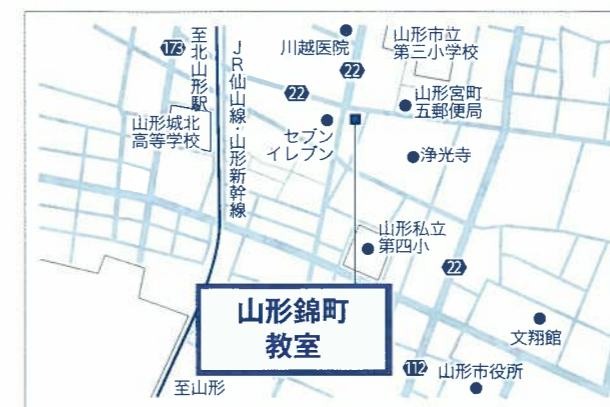 173
至北山形駅
JR仙山線・山形新幹線
川越医院
22
山形市立
第三小学校
22
山形宮町
五郵便局
山形城北
高等学校
セブン
イレブン
浄光寺
山形私立
第四小
22
山形錦町
教室
文翔館
112
山形市役所
至山形